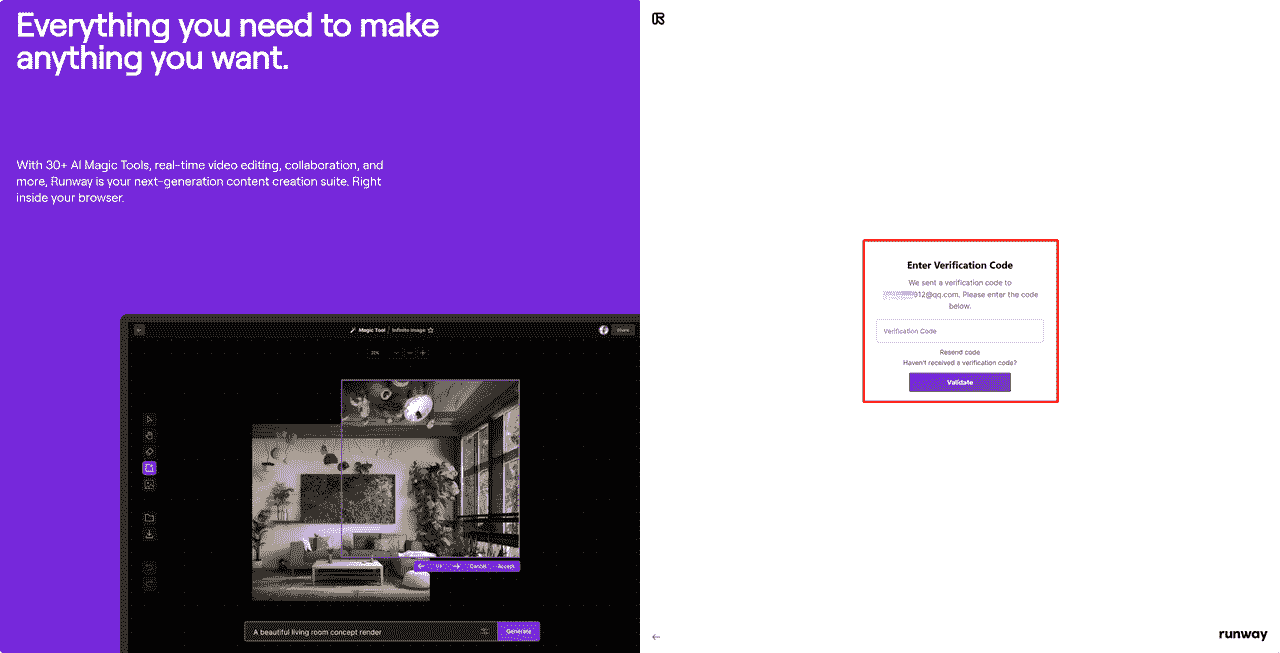 Everything you need to make
anything you want.
With 30+ AI Magic Tools, real-time video editing, collaboration, and
more, Runway is your next-generation content creation suite. Right
inside your browser.
Magic Tool / Infinite Image
Share
Cancel
Accept
A beautiful living room concept render
Generate
Enter Verification Code
We sent a verification code to
912@qq.com. Please enter the code
below.
Verification Code
Resend code
Haven't received a verification code?
Validate
runway